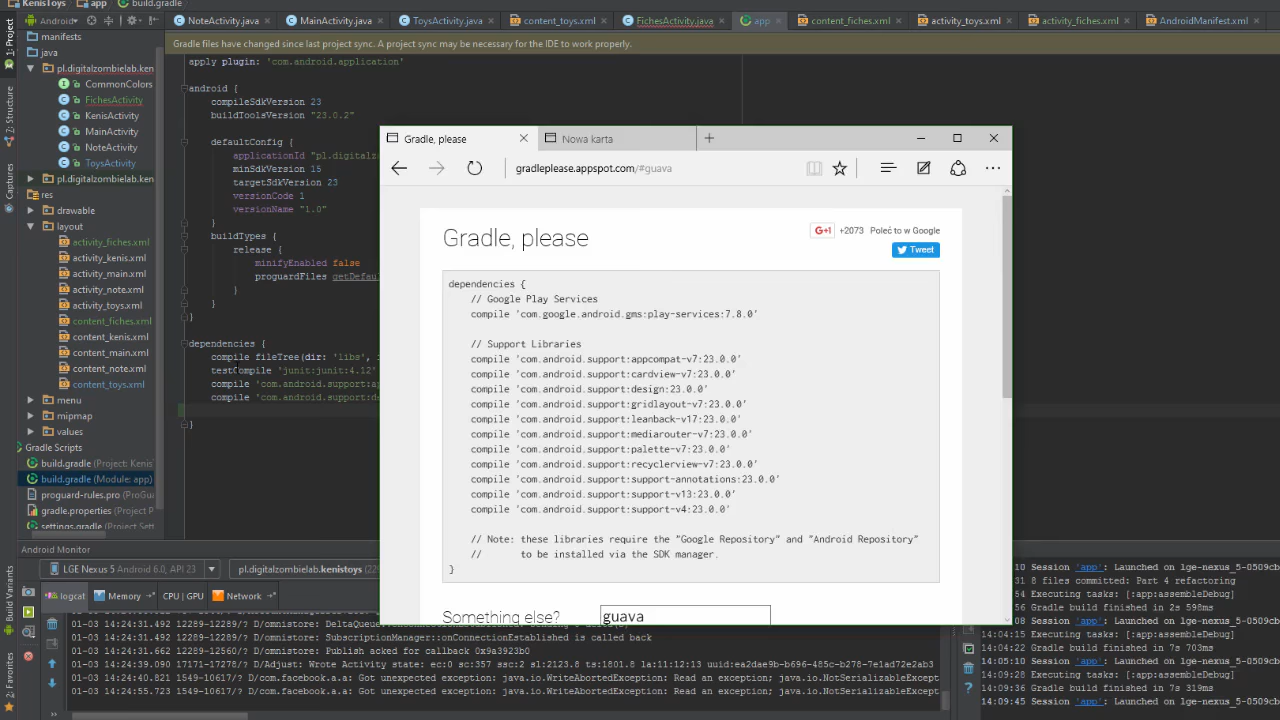 KenisToys
app
build.gradle
Android
NoteActivity.java
MainActivity.java
ToysActivity.java
content_toys.xml
FichesActivity.java
app
content_fiches.xml
activity_toys.xml
activity_fiches.xml
AndroidManifest.xml
1: Project
7: Structure
Captures
Build Variants
2: Favorites
manifests
java
pl.digitalzombielab.ken
CommonColors
FichesActivity
KenisActivity
MainActivity
NoteActivity
ToysActivity
pl.digitalzombielab.ken
res
drawable
layout
activity_fiches.xml
activity_kenis.xml
activity_main.xml
activity_note.xml
activity_toys.xml
content_fiches.xml
content_kenis.xml
content_main.xml
content_note.xml
content_toys.xml
menu
mipmap
values
Gradle Scripts
build.gradle (Project: Kenis
build.gradle (Module: app)
proguard-rules.pro (ProGu
gradle.properties (Project
settings.gradle (Project Sett
Gradle files have changed since last project sync. A project sync may be necessary for the IDE to work properly.
apply plugin: 'com.android.application'
android {
compileSdkVersion 23
buildToolsVersion "23.0.2"
defaultConfig {
applicationId "pl.digitalz
minSdkVersion 15
targetSdkVersion 23
versionCode 1
versionName "1.0"
}
buildTypes {
release {
minifyEnabled false
proguardFiles getDefau
}
}
}
dependencies {
compile fileTree(dir: 'libs',
testCompile 'junit:junit:4.12'
compile 'com.android.support:ap
compile 'com.android.support:de
}
Gradle, please
Nowa karta
gradleplease.appspot.com/#guava
Gradle, please
G+1 +2073 Poleć to w Google
Tweet
dependencies {
// Google Play Services
compile 'com.google.android.gms:play-services:7.8.0'
// Support Libraries
compile 'com.android.support:appcompat-v7:23.0.0'
compile 'com.android.support:cardview-v7:23.0.0'
compile 'com.android.support:design:23.0.0'
compile 'com.android.support:gridlayout-v7:23.0.0'
compile 'com.android.support:leanback-v17:23.0.0'
compile 'com.android.support:mediarouter-v7:23.0.0'
compile 'com.android.support:palette-v7:23.0.0'
compile 'com.android.support:recyclerview-v7:23.0.0'
compile 'com.android.support:support-annotations:23.0.0'
compile 'com.android.support:support-v13:23.0.0'
compile 'com.android.support:support-v4:23.0.0'
// Note: these libraries require the "Google Repository" and "Android Repository"
// to be installed via the SDK manager.
}
Something else? guava
Android Monitor
LGE Nexus 5 Android 6.0, API 23
pl.digitalzombielab.kenistoys (22
logcat
Memory
CPU | GPU
Network
01-03 14:24:31.492 12289-12289/? D/omnistore: DeltaQueue
01-03 14:24:31.492 12289-12289/? D/omnistore: SubscriptionManager::onConnectionEstablished is called back
01-03 14:24:31.662 12289-12560/? D/omnistore: Publish acked for callback 0x9a3923b0
01-03 14:24:39.090 17171-17278/? D/Adjust: Wrote Activity state: ec:0 sc:357 ssc:2 sl:2123.8 ts:1801.8 la:11:12:13 uuid:ea2dae9b-b696-485c-b278-7e1ad72e2ab3
01-03 14:24:40.821 1549-10617/? D/com.facebook.a.a: Got unexpected exception: java.io.WriteAbortedException: Read an exception; java.io.NotSerializableExcept
01-03 14:24:55.723 1549-10617/? D/com.facebook.a.a: Got unexpected exception: java.io.WriteAbortedException: Read an exception; java.io.NotSerializableExcept
10 Session 'app': Launched on lge-nexus_5-0509cb
31 8 files committed: Part 4 refactoring
56 Gradle build finished in 2s 598ms
08 Session 'app': Launched on lge-nexus_5-0509cb
14:04:15 Executing tasks: [:app:assembleDebug]
14:04:22 Gradle build finished in 7s 703ms
14:05:10 Session 'app': Launched on lge-nexus_5-0509cb
14:09:28 Executing tasks: [:app:assembleDebug]
14:09:36 Gradle build finished in 7s 319ms
14:09:45 Session 'app': Launched on lge-nexus_5-0509cb